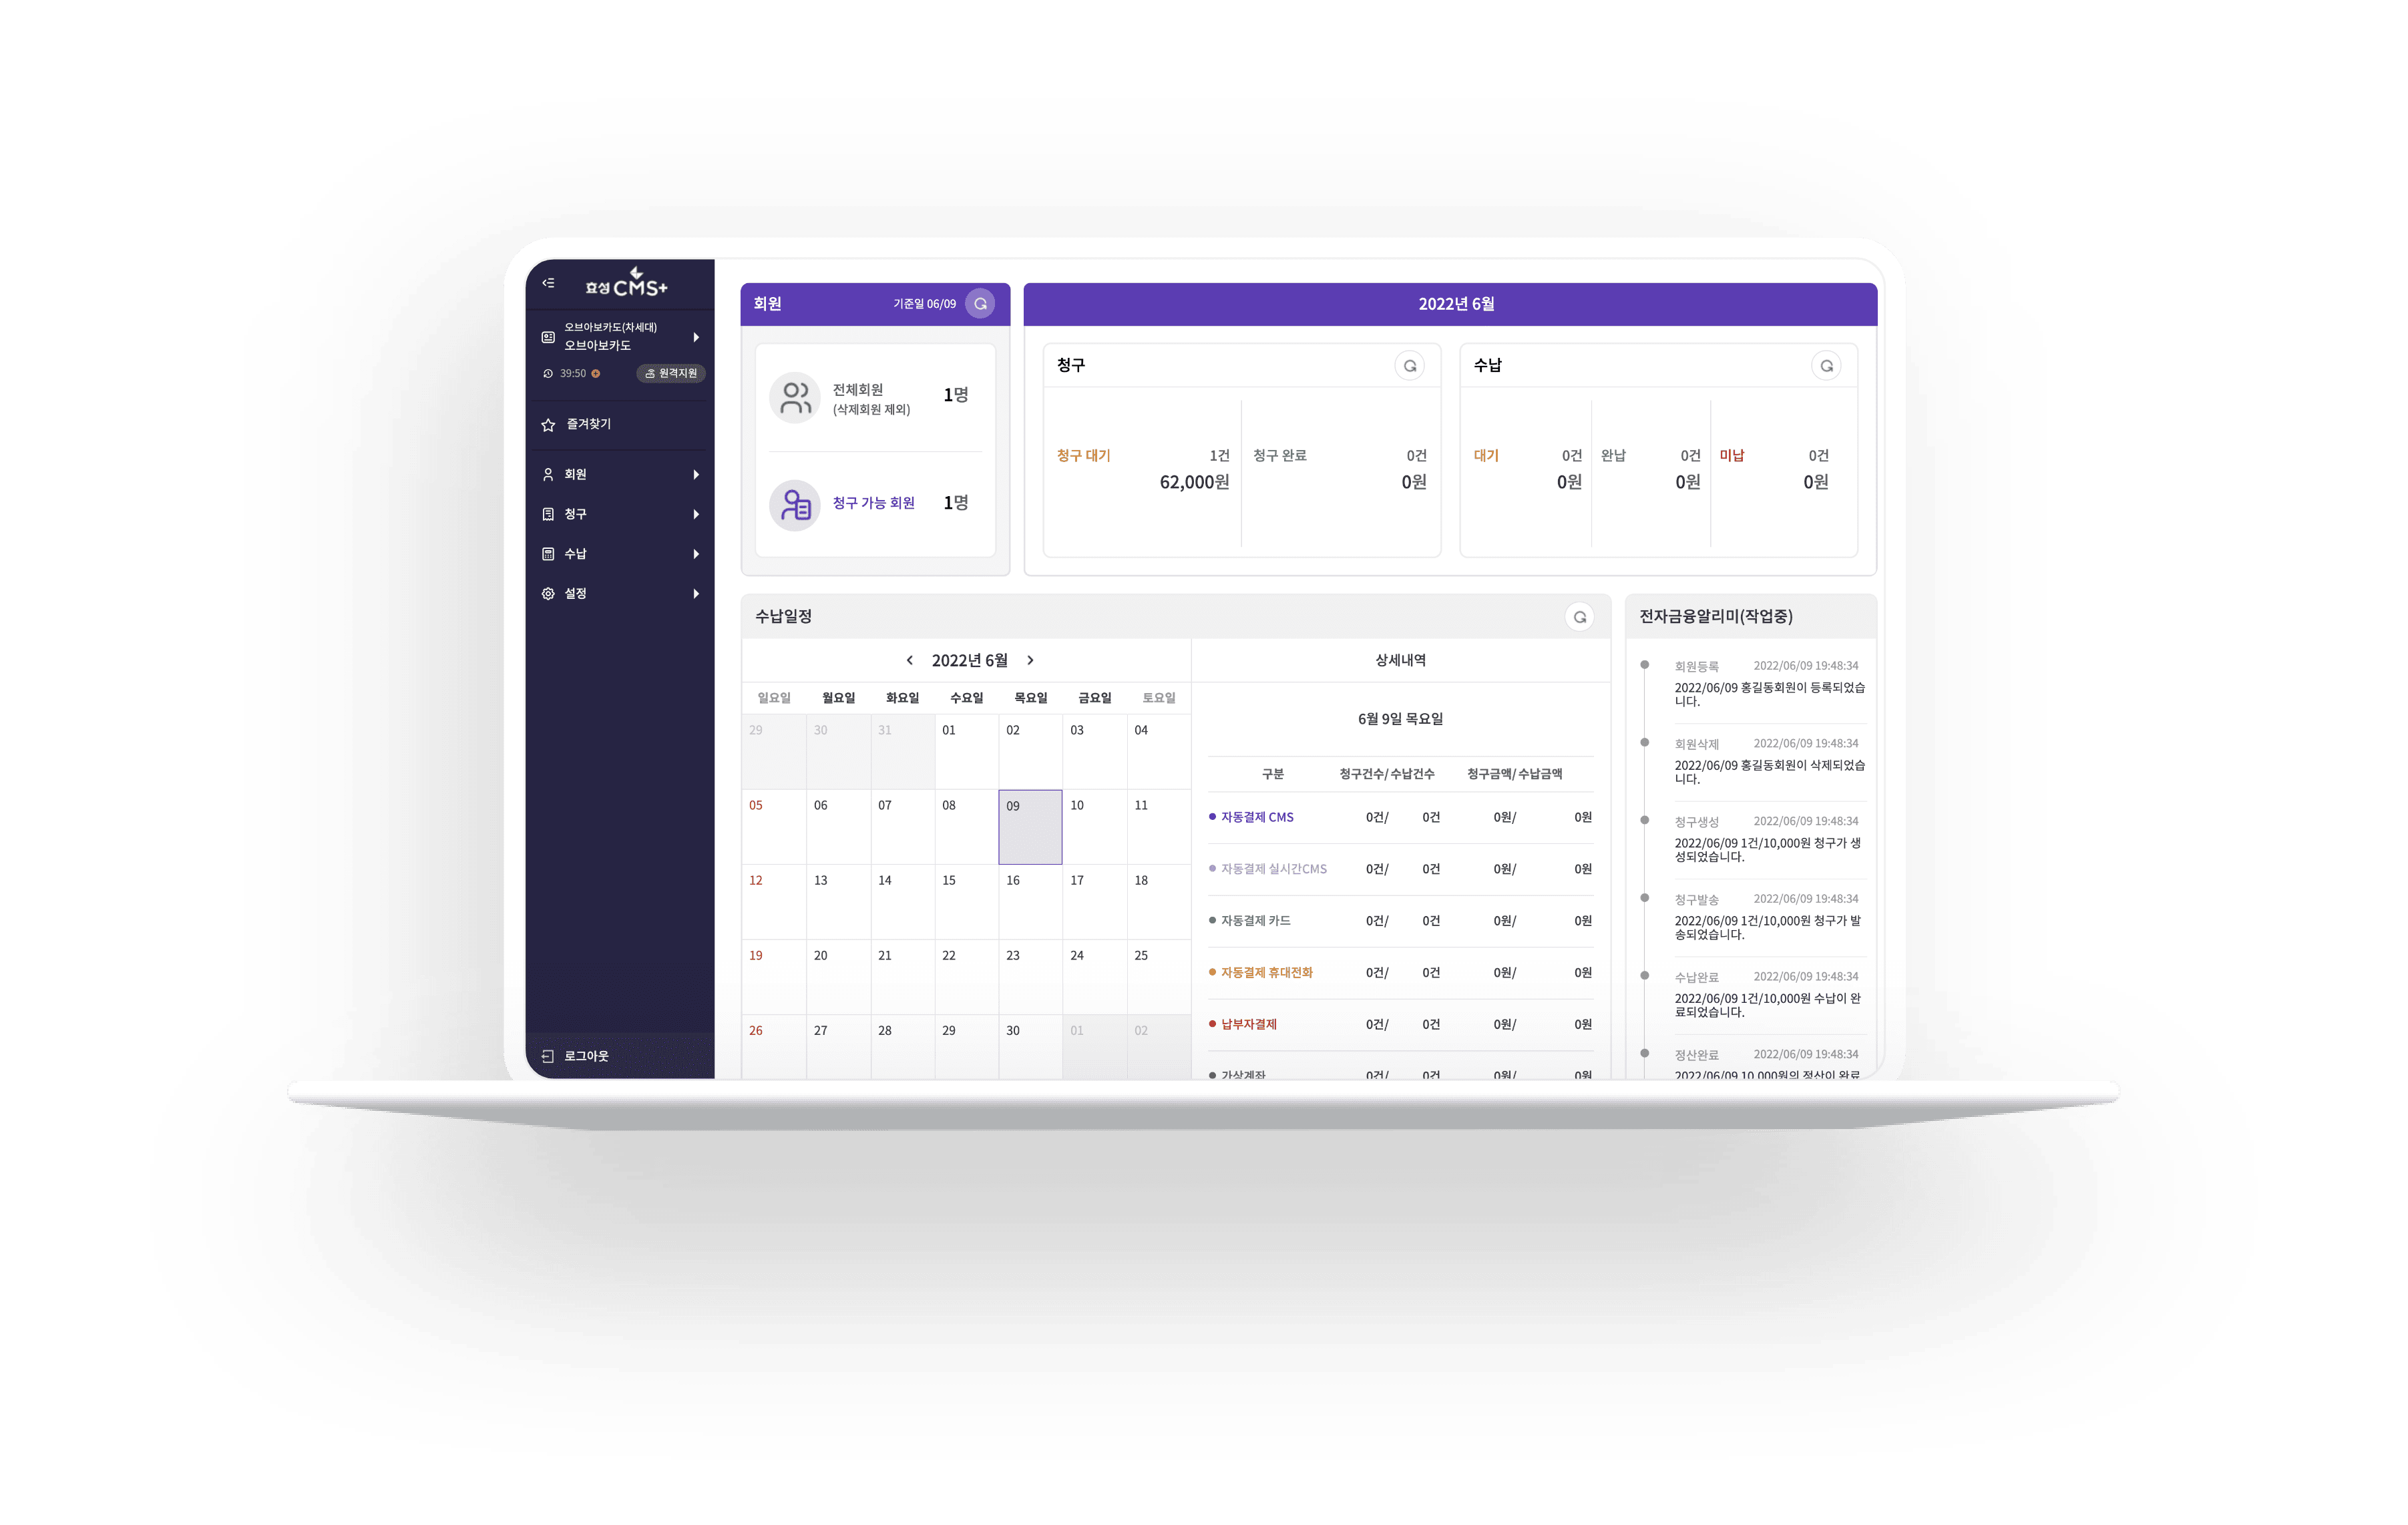 효성 CMS+
오브아보카도(차세대)
오브아보카도
39:50
원격지원
즐겨찾기
회원
청구
수납
설정
로그아웃
회원
기준일 06/09
전체회원
(삭제회원 제외)
1명
청구 가능 회원
1명
2022년 6월
청구
청구 대기
1건
62,000원
청구 완료
0건
0원
수납
대기
0건
0원
완납
0건
0원
미납
0건
0원
수납일정
2022년 6월
일요일 월요일 화요일 수요일 목요일 금요일 토요일
29 30 31 01 02 03 04
05 06 07 08 09 10 11
12 13 14 15 16 17 18
19 20 21 22 23 24 25
26 27 28 29 30 01 02
상세내역
6월 9일 목요일
구분 청구건수/ 수납건수 청구금액/ 수납금액
자동결제 CMS 0건/ 0건 0원/ 0원
자동결제 실시간CMS 0건/ 0건 0원/ 0원
자동결제 카드 0건/ 0건 0원/ 0원
자동결제 휴대전화 0건/ 0건 0원/ 0원
납부자결제 0건/ 0건 0원/ 0원
가상계좌 0건/ 0건 0원/ 0원
전자금융알리미(작업중)
회원등록 2022/06/09 19:48:34
2022/06/09 홍길동회원이 등록되었습
니다.
회원삭제 2022/06/09 19:48:34
2022/06/09 홍길동회원이 삭제되었습
니다.
청구생성 2022/06/09 19:48:34
2022/06/09 1건/10,000원 청구가 생
성되었습니다.
청구발송 2022/06/09 19:48:34
2022/06/09 1건/10,000원 청구가 발
송되었습니다.
수납완료 2022/06/09 19:48:34
2022/06/09 1건/10,000원 수납이 완
료되었습니다.
정산완료 2022/06/09 19:48:34
2022/06/09 10,000원의 정산이 완료